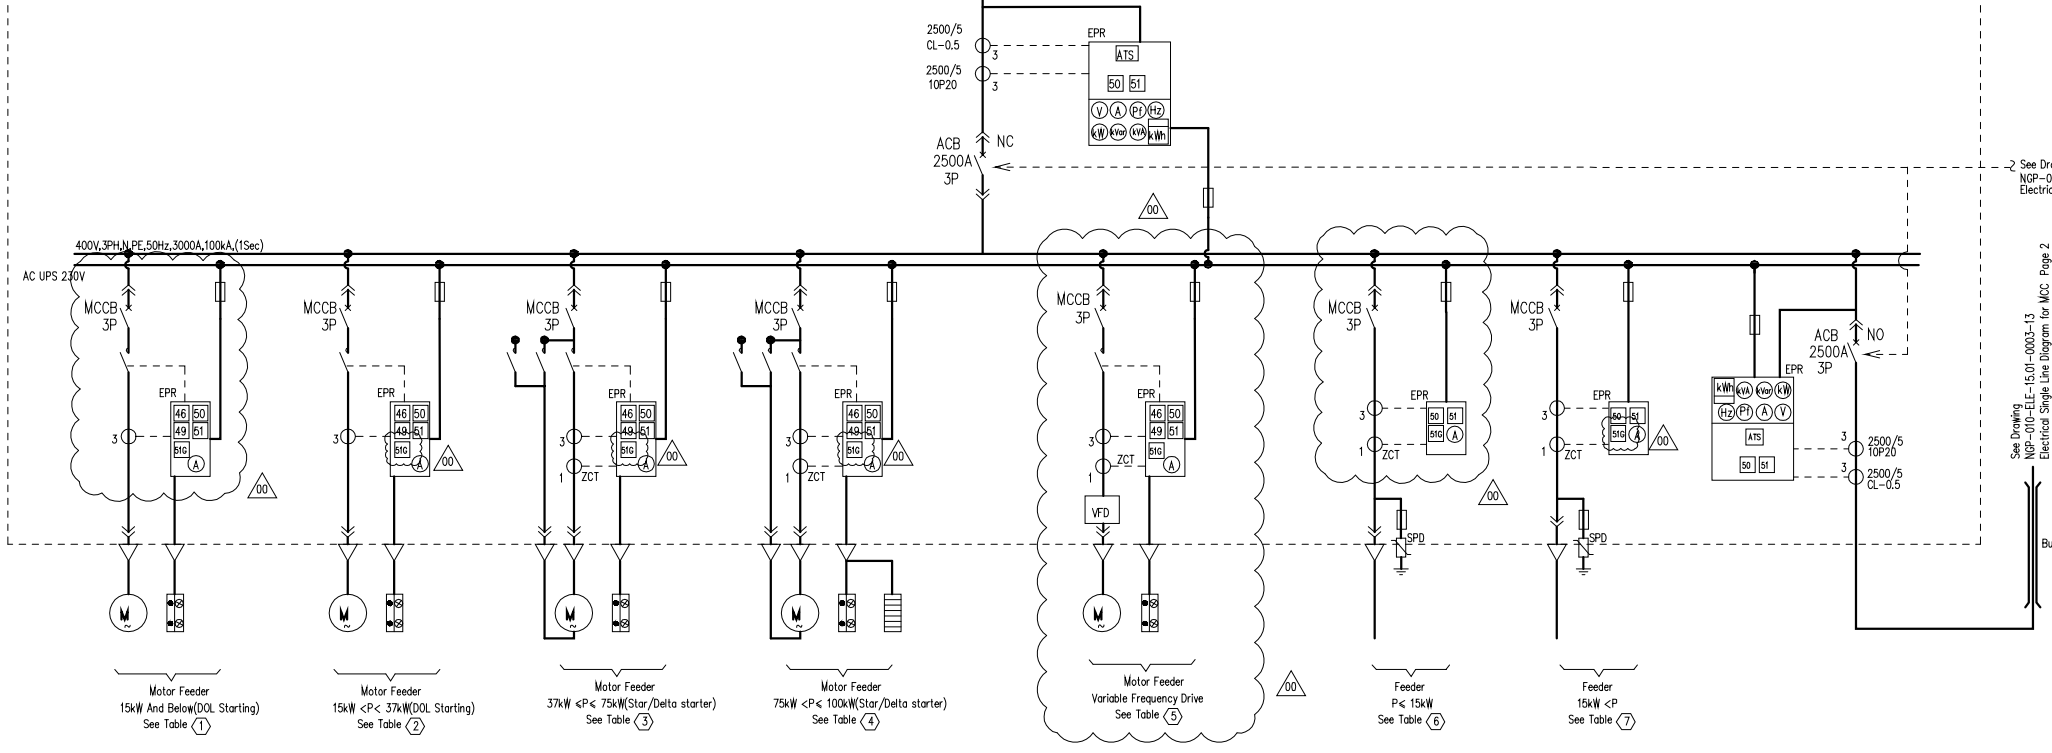 2500/5
CL-0.5
3
2500/5
10P20
3
EPR
ATS
50 51
V A Pf Hz
kW kVar kVA kWh
ACB
2500A
3P
NC
See Dr
NGP-0
Electric
00
400V,3PH,N,PE,50Hz,3000A,100kA,(1Sec)
AC UPS 230V
MCCB
3P
EPR
46 50
49 51
51G
A
3
00
MCCB
3P
EPR
46 50
49 51
51G
A
3
00
MCCB
3P
EPR
46 50
49 51
51G
A
3
1 ZCT
00
MCCB
3P
EPR
46 50
49 51
51G
A
3
1 ZCT
00
MCCB
3P
EPR
46 50
49 51
51G
A
3
1
ZCT
VFD
MCCB
3P
EPR
50 51
51G A
3
1 ZCT
00
SPD
MCCB
3P
EPR
50 51
51G A
3
1 ZCT
00
SPD
ACB
2500A
3P
NO
EPR
kWh kVA kVar kW
Hz Pf A V
ATS
50 51
3
2500/5
10P20
3
2500/5
CL-0.5
See Drawing
NGP-010-ELE-15.01-0003-13
Electrical Single Line Diagram for MCC Page 2
Bu
M
~
M
~
M
~
M
~
M
~
Motor Feeder
15kW And Below(DOL Starting)
See Table 1
Motor Feeder
15kW <P< 37kW(DOL Starting)
See Table 2
Motor Feeder
37kW ⩽P⩽ 75kW(Star/Delta starter)
See Table 3
Motor Feeder
75kW <P⩽ 100kW(Star/Delta starter)
See Table 4
Motor Feeder
Variable Frequency Drive
See Table 5
00
Feeder
P⩽ 15kW
See Table 6
Feeder
15kW <P
See Table 7